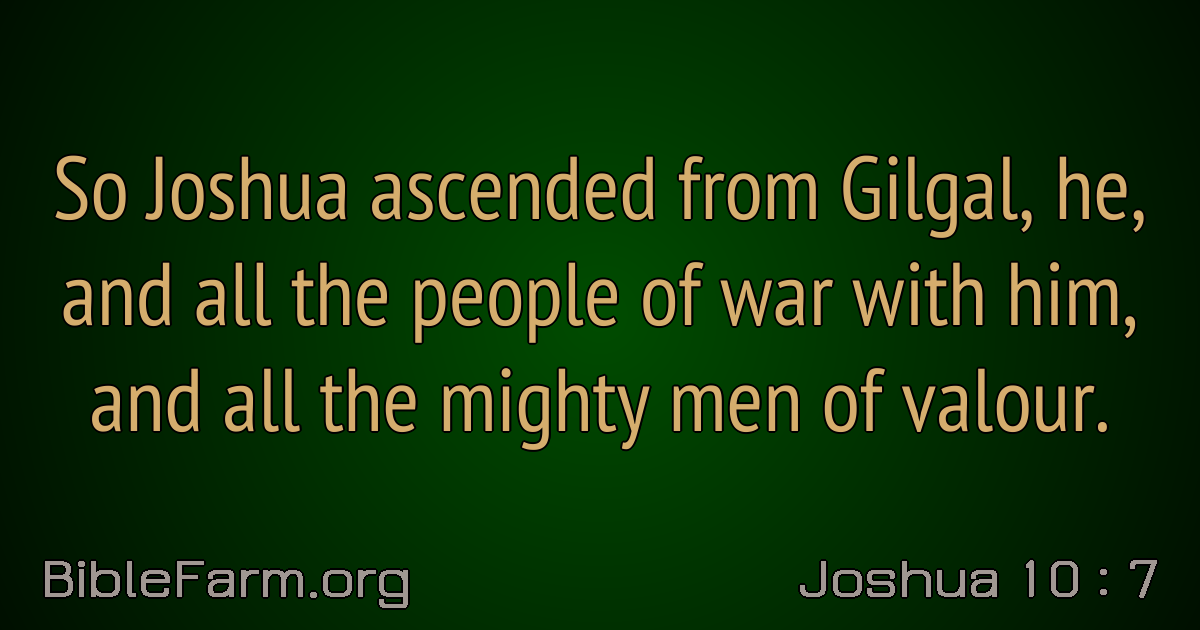 So Joshua ascended from Gilgal, he,
and all the people of war with him,
and all the mighty men of valour.
BibleFarm.org
Joshua 10 : 7